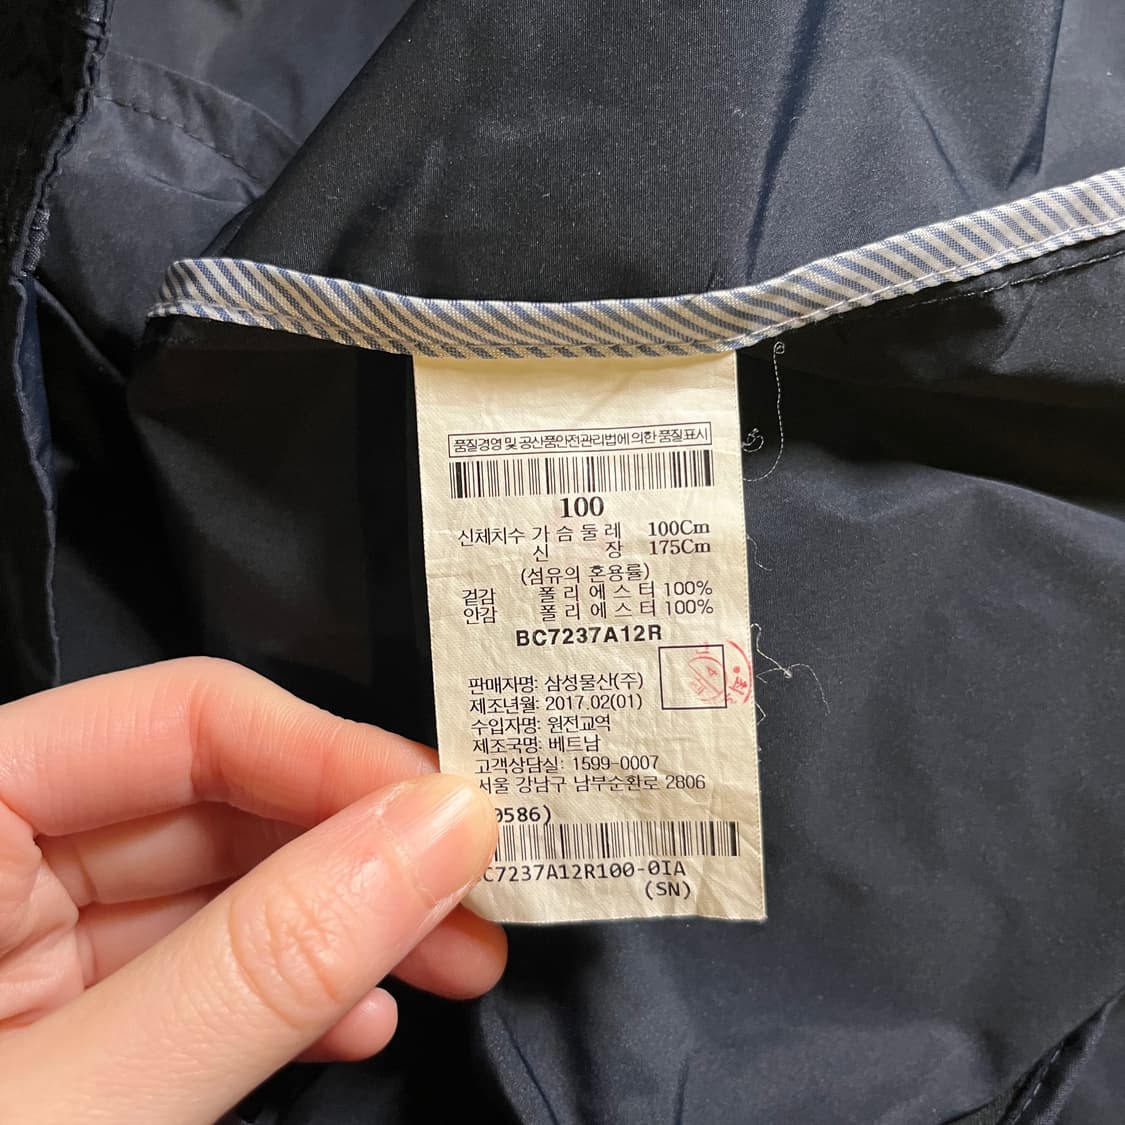 품질경영 및 공산품안전관리법에 의한 품질표시
100
신체치수 가 슴 둘 레 100Cm
신 장 175Cm
(섬유의 혼용률)
겉감 폴 리 에 스 터 100%
안감 폴 리 에 스 터 100%
BC7237A12R
판매자명: 삼성물산(주)
제조년월: 2017.02(01)
수입자명: 원전교역
제조국명: 베트남
고객상담실: 1599-0007
서울 강남구 남부순환로 2806
0586)
C7237A12R100-0IA
(SN)